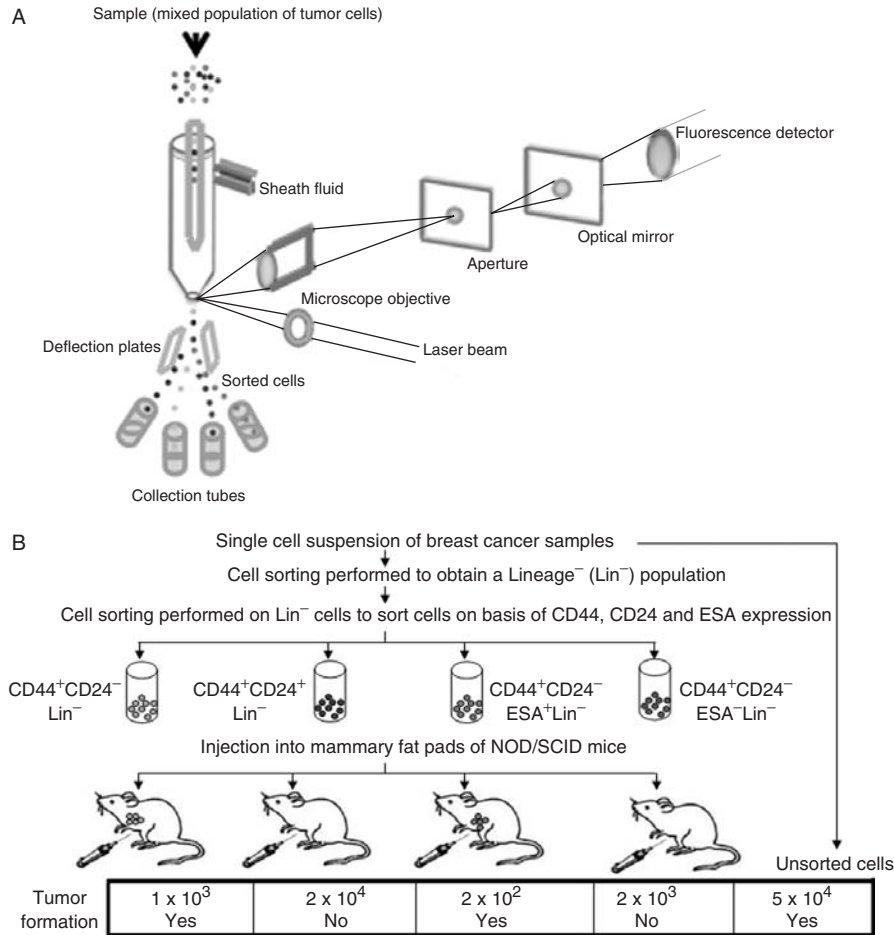 A
Sample (mixed population of tumor cells)
Fluorescence detector
Sheath fluid
Optical mirror
Aperture
Microscope objective
Deflection plates
Laser beam
Sorted cells
Collection tubes
B
Single cell suspension of breast cancer samples
Cell sorting performed to obtain a Lineage⁻ (Lin⁻) population
Cell sorting performed on Lin⁻ cells to sort cells on basis of CD44, CD24 and ESA expression
CD44⁺CD24⁻
Lin⁻
CD44⁺CD24⁺
Lin⁻
CD44⁺CD24⁻
ESA⁺Lin⁻
CD44⁺CD24⁻
ESA⁻Lin⁻
Injection into mammary fat pads of NOD/SCID mice
Unsorted cells
Tumor
formation
1 x 10³
Yes
2 x 10⁴
No
2 x 10²
Yes
2 x 10³
No
5 x 10⁴
Yes